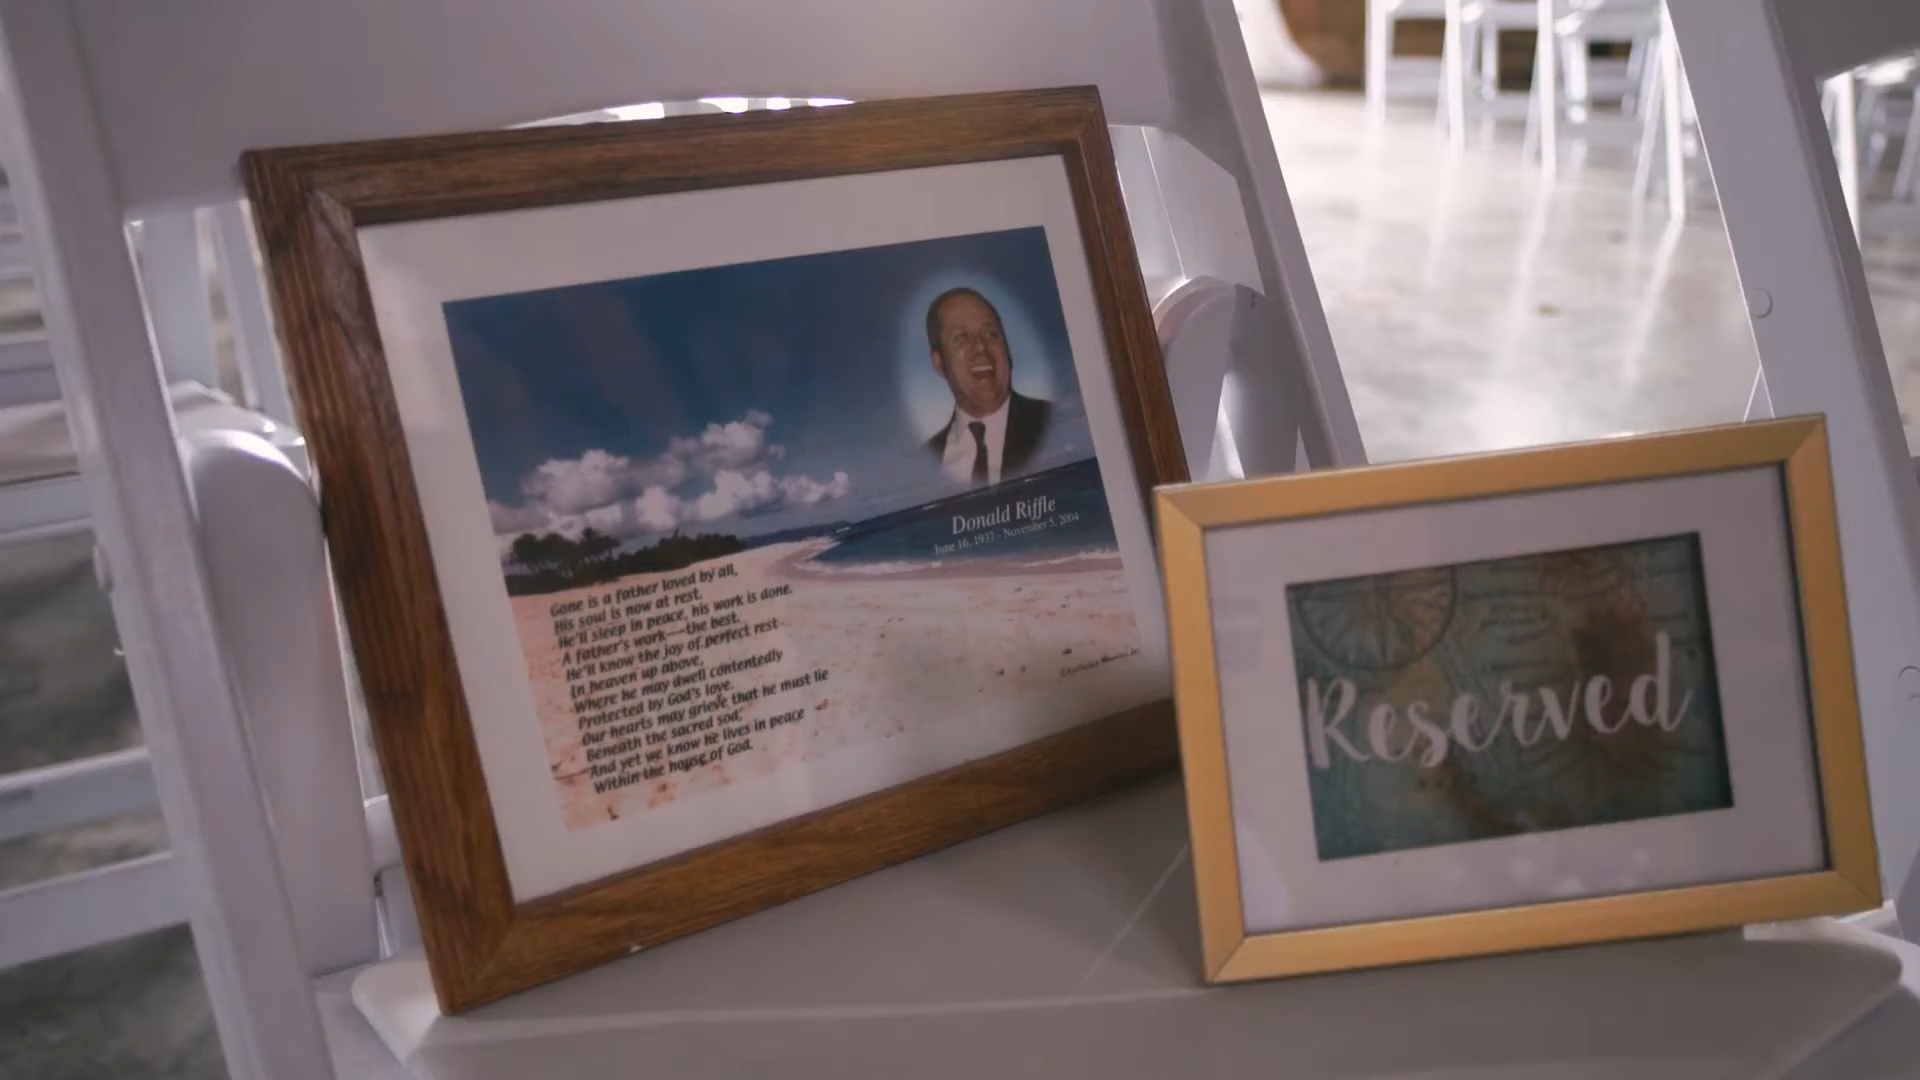 Donald Riffle
June 16, 1937 - November 5, 2004
Gone is a father loved by all,
His soul is now at rest.
He'll sleep in peace, his work is done.
A father's work—the best.
He'll know the joy of perfect rest
In heaven up above,
Where he may dwell contentedly
Protected by God's love.
Our hearts may grieve that he must lie
Beneath the sacred sod,
And yet we know he lives in peace
Within the house of God.
Reserved